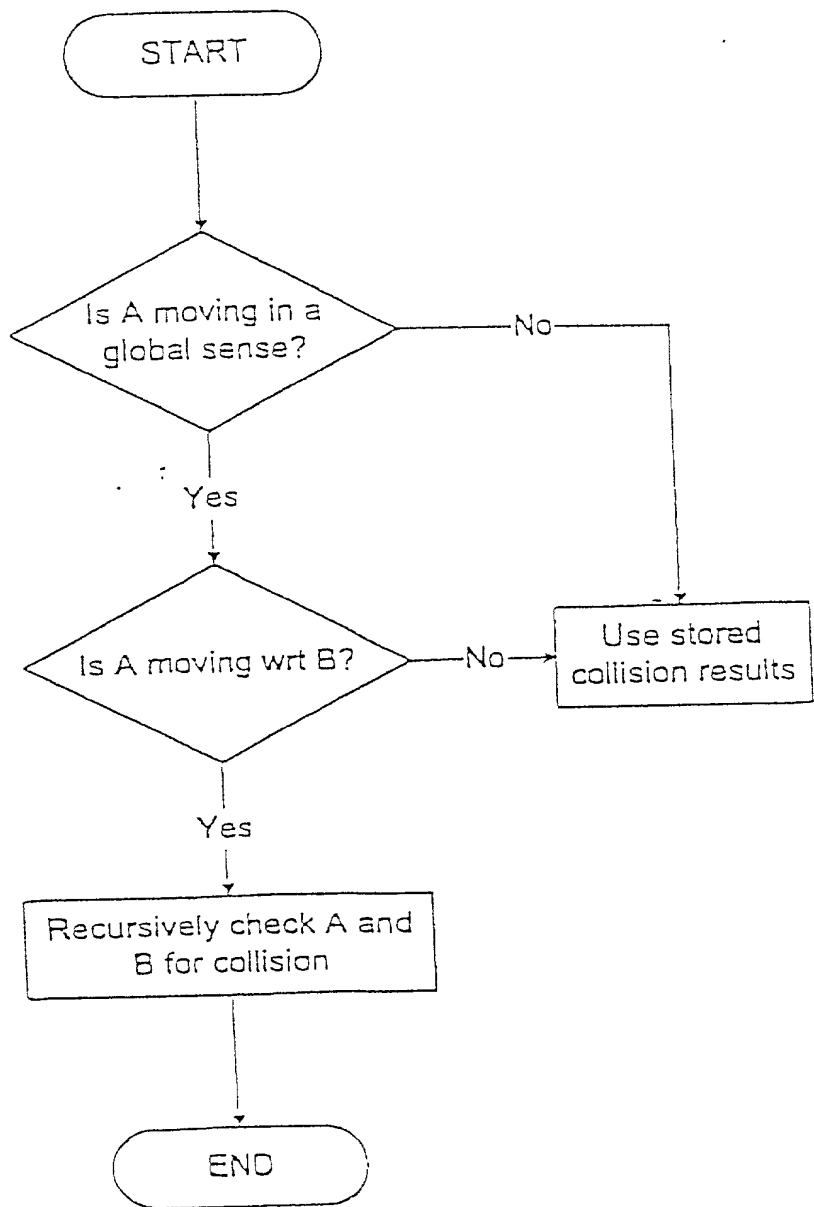 START
Is A moving in a
global sense?
No
Yes
Is A moving wrt B?
No
Use stored
collision results
Yes
Recursively check A and
B for collision
END